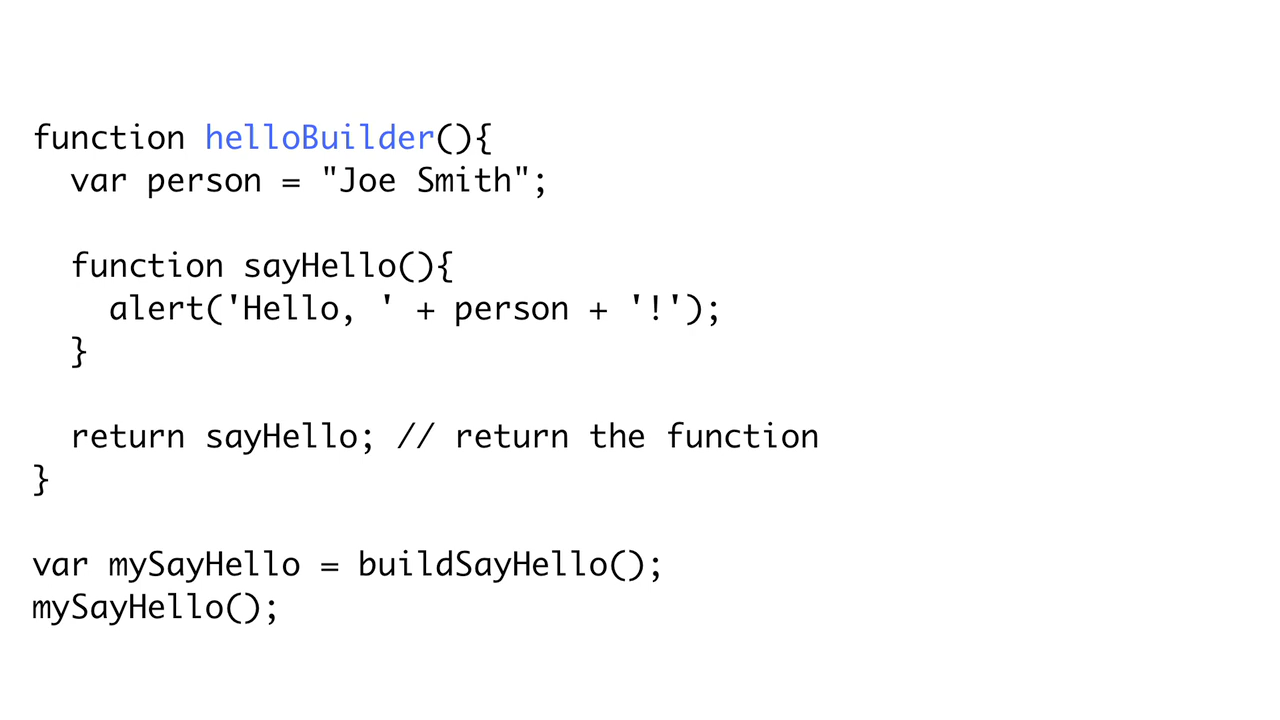 function helloBuilder(){
  var person = "Joe Smith";
  function sayHello(){
    alert('Hello, ' + person + '!');
  }
  return sayHello; // return the function
}
var mySayHello = buildSayHello();
mySayHello();